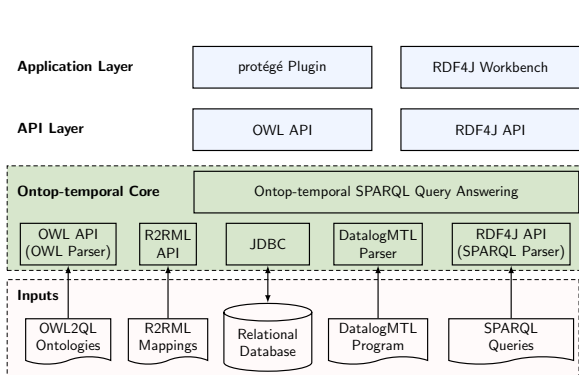 Application Layer
protégé Plugin
RDF4J Workbench
API Layer
OWL API
RDF4J API
Ontop-temporal Core
Ontop-temporal SPARQL Query Answering
OWL API
(OWL Parser)
R2RML
API
JDBC
DatalogMTL
Parser
RDF4J API
(SPARQL Parser)
Inputs
OWL2QL
Ontologies
R2RML
Mappings
Relational
Database
DatalogMTL
Program
SPARQL
Queries